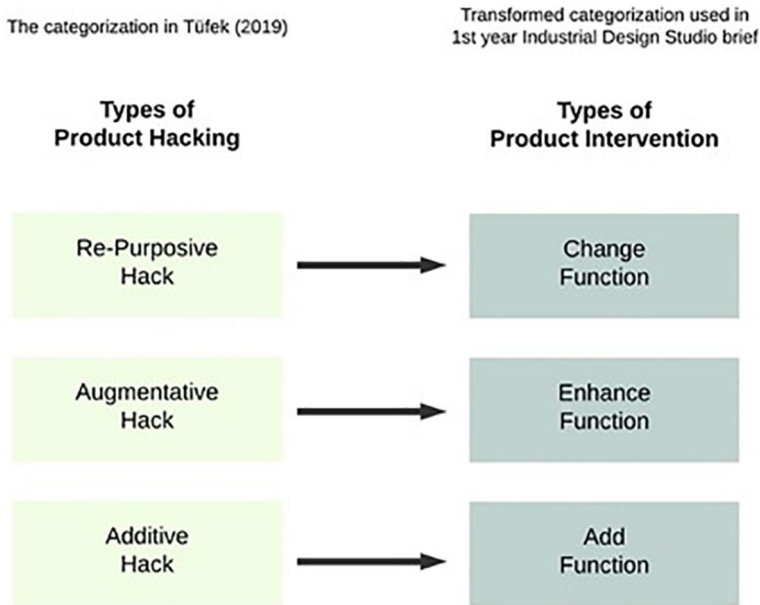 The categorization in Tüfek (2019)
Transformed categorization used in
1st year Industrial Design Studio brief
Types of
Product Hacking
Types of
Product Intervention
Re-Purposive
Hack
Change
Function
Augmentative
Hack
Enhance
Function
Additive
Hack
Add
Function